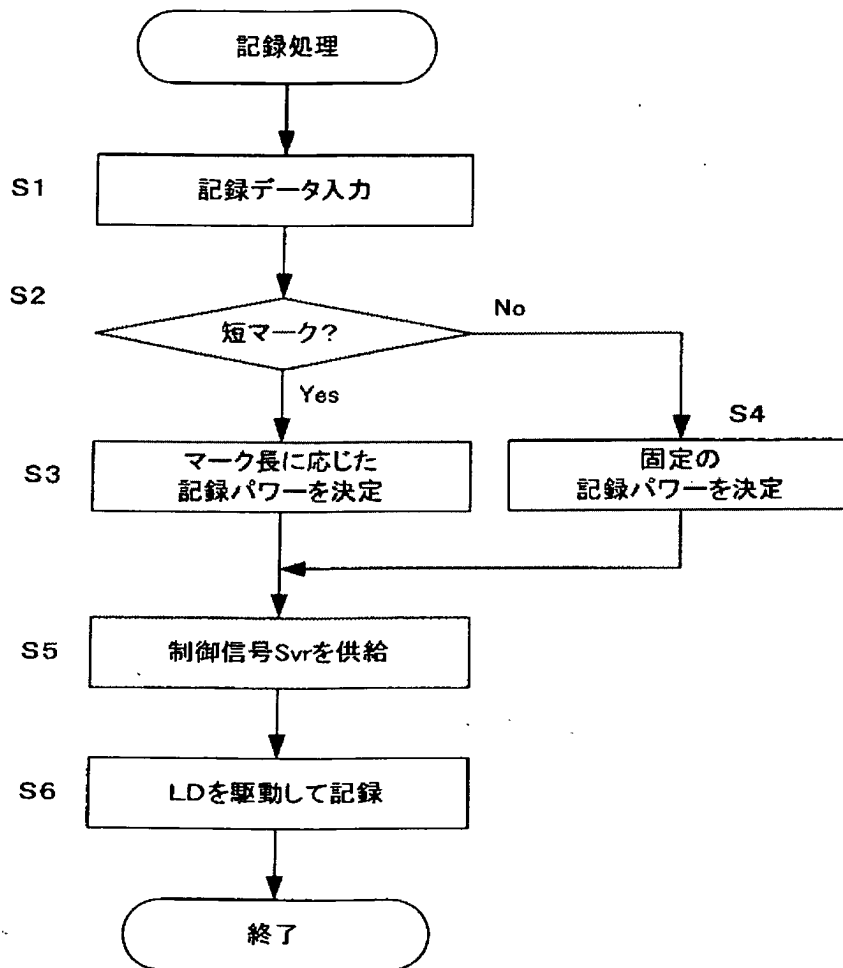 記録処理
S1
記録データ入力
S2
短マーク?
No
Yes
S4
S3
マーク長に応じた
記録パワーを決定
固定の
記録パワーを決定
S5
制御信号Svrを供給
S6
LDを駆動して記録
終了